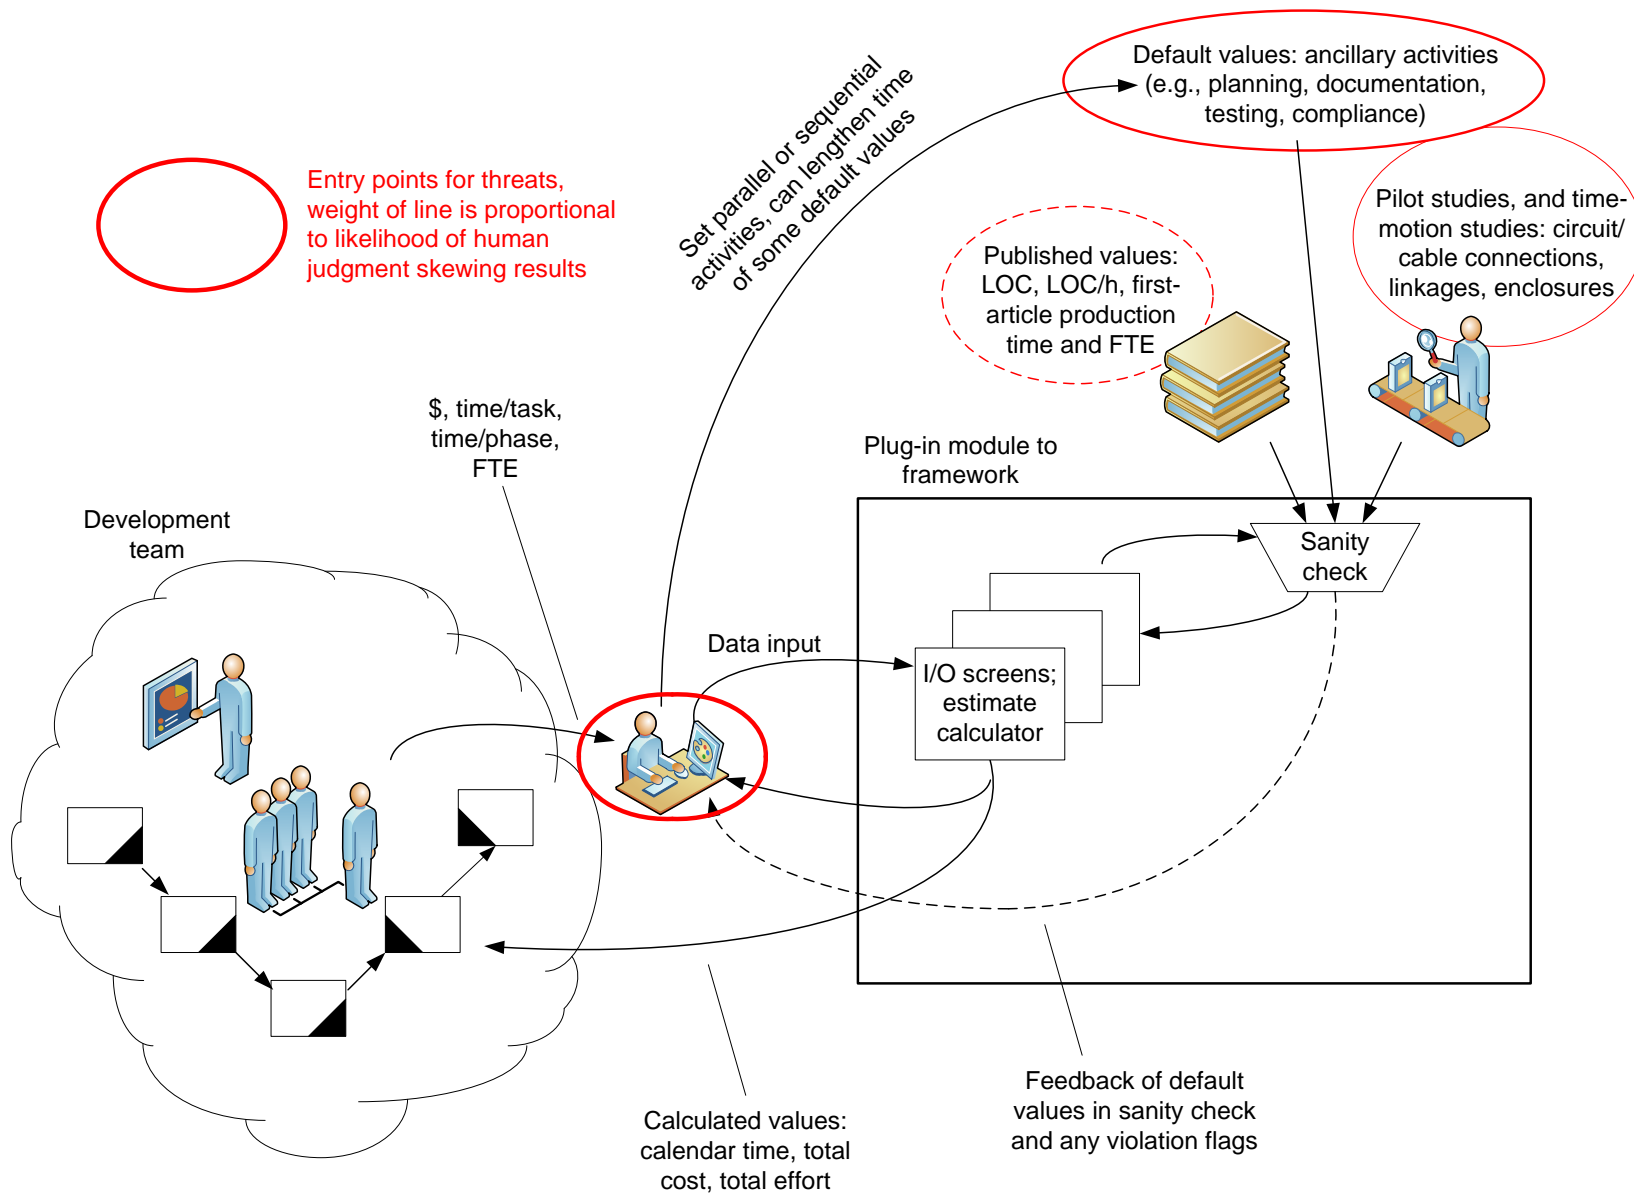 Default values: ancillary activities
(e.g., planning, documentation,
testing, compliance)
Set parallel or sequential
activities, can lengthen time
of some default values
Entry points for threats,
weight of line is proportional
to likelihood of human
judgment skewing results
Pilot studies, and time-
motion studies: circuit/
cable connections,
linkages, enclosures
Published values:
LOC, LOC/h, first-
article production
time and FTE
$, time/task,
time/phase,
FTE
Plug-in module to
framework
Development
team
Sanity
check
Data input
I/O screens;
estimate
calculator
Feedback of default
values in sanity check
and any violation flags
Calculated values:
calendar time, total
cost, total effort